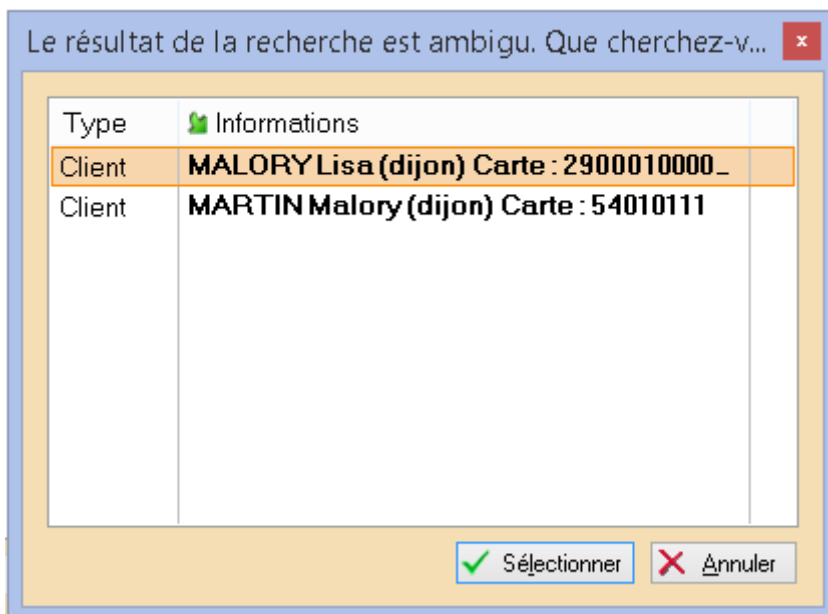 Le résultat de la recherche est ambigu. Que cherchez-v...
Type Informations
Client MALORY Lisa (dijon) Carte : 2900010000_
Client MARTIN Malory (dijon) Carte : 54010111
Sélectionner Annuler